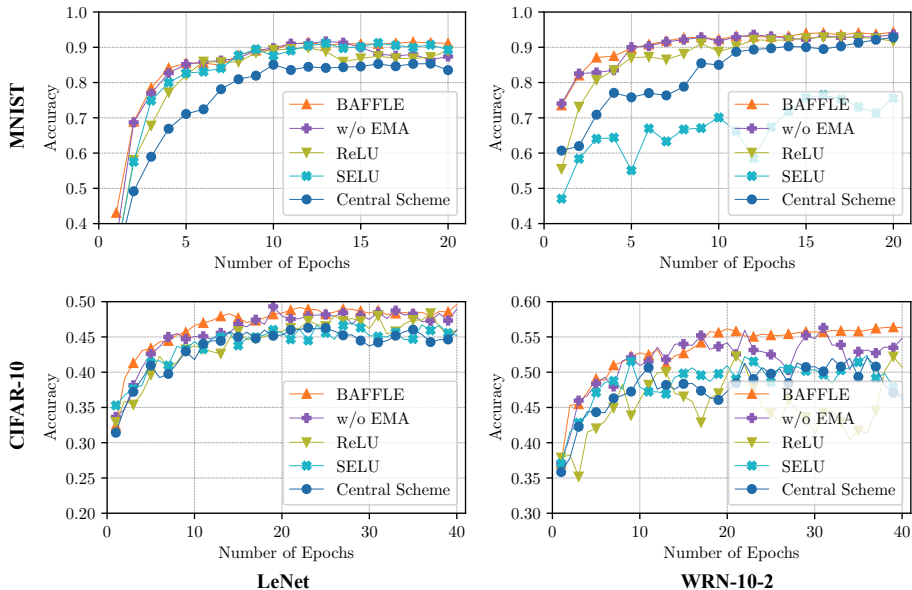 MNIST
Accuracy
1.0
0.9
0.8
0.7
0.6
0.5
0.4
0
5
10
15
20
Number of Epochs
BAFFLE
w/o EMA
ReLU
SELU
Central Scheme
Accuracy
1.0
0.9
0.8
0.7
0.6
0.5
0.4
0
5
10
15
20
Number of Epochs
BAFFLE
w/o EMA
ReLU
SELU
Central Scheme
CIFAR-10
Accuracy
0.50
0.45
0.40
0.35
0.30
0.25
0.20
0
10
20
30
40
Number of Epochs
BAFFLE
w/o EMA
ReLU
SELU
Central Scheme
LeNet
Accuracy
0.60
0.55
0.50
0.45
0.40
0.35
0.30
0
10
20
30
40
Number of Epochs
BAFFLE
w/o EMA
ReLU
SELU
Central Scheme
WRN-10-2